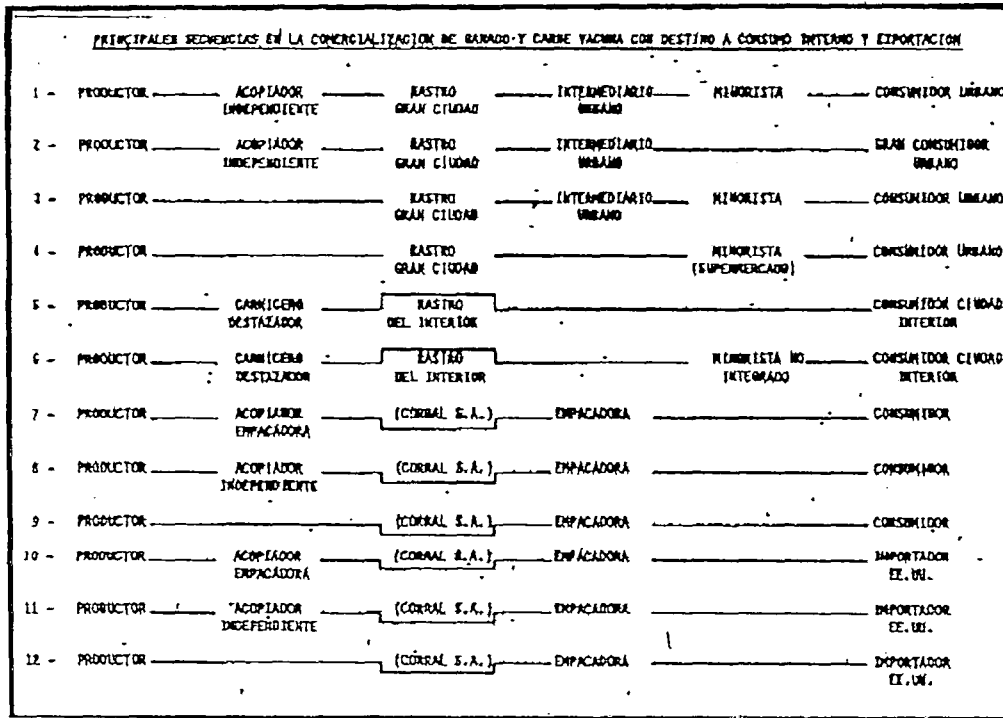 PRINCIPALES SECUENCIAS EN LA COMERCIALIZACION DE GANADO Y CARNE VACUNA CON DESTINO A CONSUMO INTERNO Y EXPORTACION
1 - PRODUCTOR ACOPIADOR RASTRO INTERMEDIARIO MINORISTA CONSUMIDOR URBANO
INDEPENDIENTE GRAN CIUDAD URBANO
2 - PRODUCTOR ACOPIADOR RASTRO INTERMEDIARIO GRAN CONSUMIDOR
INDEPENDIENTE GRAN CIUDAD URBANO URBANO
3 - PRODUCTOR RASTRO INTERMEDIARIO MINORISTA CONSUMIDOR URBANO
GRAN CIUDAD URBANO
4 - PRODUCTOR RASTRO MINORISTA CONSUMIDOR URBANO
GRAN CIUDAD (SUPERMERCADO)
5 - PRODUCTOR CARNICERO RASTRO CONSUMIDOR CIUDAD
DESTAZADOR DEL INTERIOR INTERIOR
6 - PRODUCTOR CARNICERO RASTRO MINORISTA NO CONSUMIDOR CIUDAD
DESTAZADOR DEL INTERIOR INTEGRADO INTERIOR
7 - PRODUCTOR ACOPIADOR (CORRAL S.A.) EMPACADORA CONSUMIDOR
EMPACADORA
8 - PRODUCTOR ACOPIADOR (CORRAL S.A.) EMPACADORA CONSUMIDOR
INDEPENDIENTE
9 - PRODUCTOR (CORRAL S.A.) EMPACADORA CONSUMIDOR
10 - PRODUCTOR ACOPIADOR (CORRAL S.A.) EMPACADORA IMPORTADOR
EMPACADORA EE.UU.
11 - PRODUCTOR ACOPIADOR (CORRAL S.A.) EMPACADORA IMPORTADOR
INDEPENDIENTE EE.UU.
12 - PRODUCTOR (CORRAL S.A.) EMPACADORA IMPORTADOR
EE.UU.